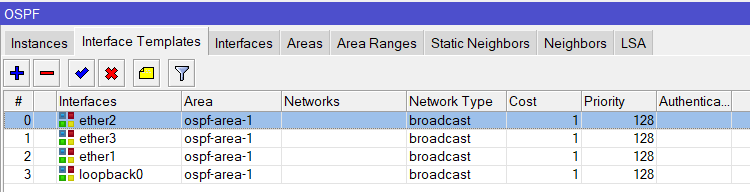 OSPF
Instances Interface Templates Interfaces Areas Area Ranges Static Neighbors Neighbors LSA
# Interfaces Area Networks Network Type Cost Priority Authentica...
0 ether2 ospf-area-1 broadcast 1 128
1 ether3 ospf-area-1 broadcast 1 128
2 ether1 ospf-area-1 broadcast 1 128
3 loopback0 ospf-area-1 broadcast 1 128